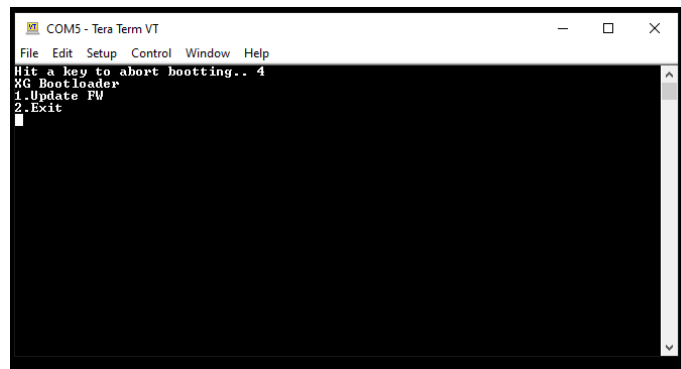 COM5 - Tera Term VT
File Edit Setup Control Window Help
Hit a key to abort bootting.. 4
XG Bootloader
1.Update FW
2.Exit